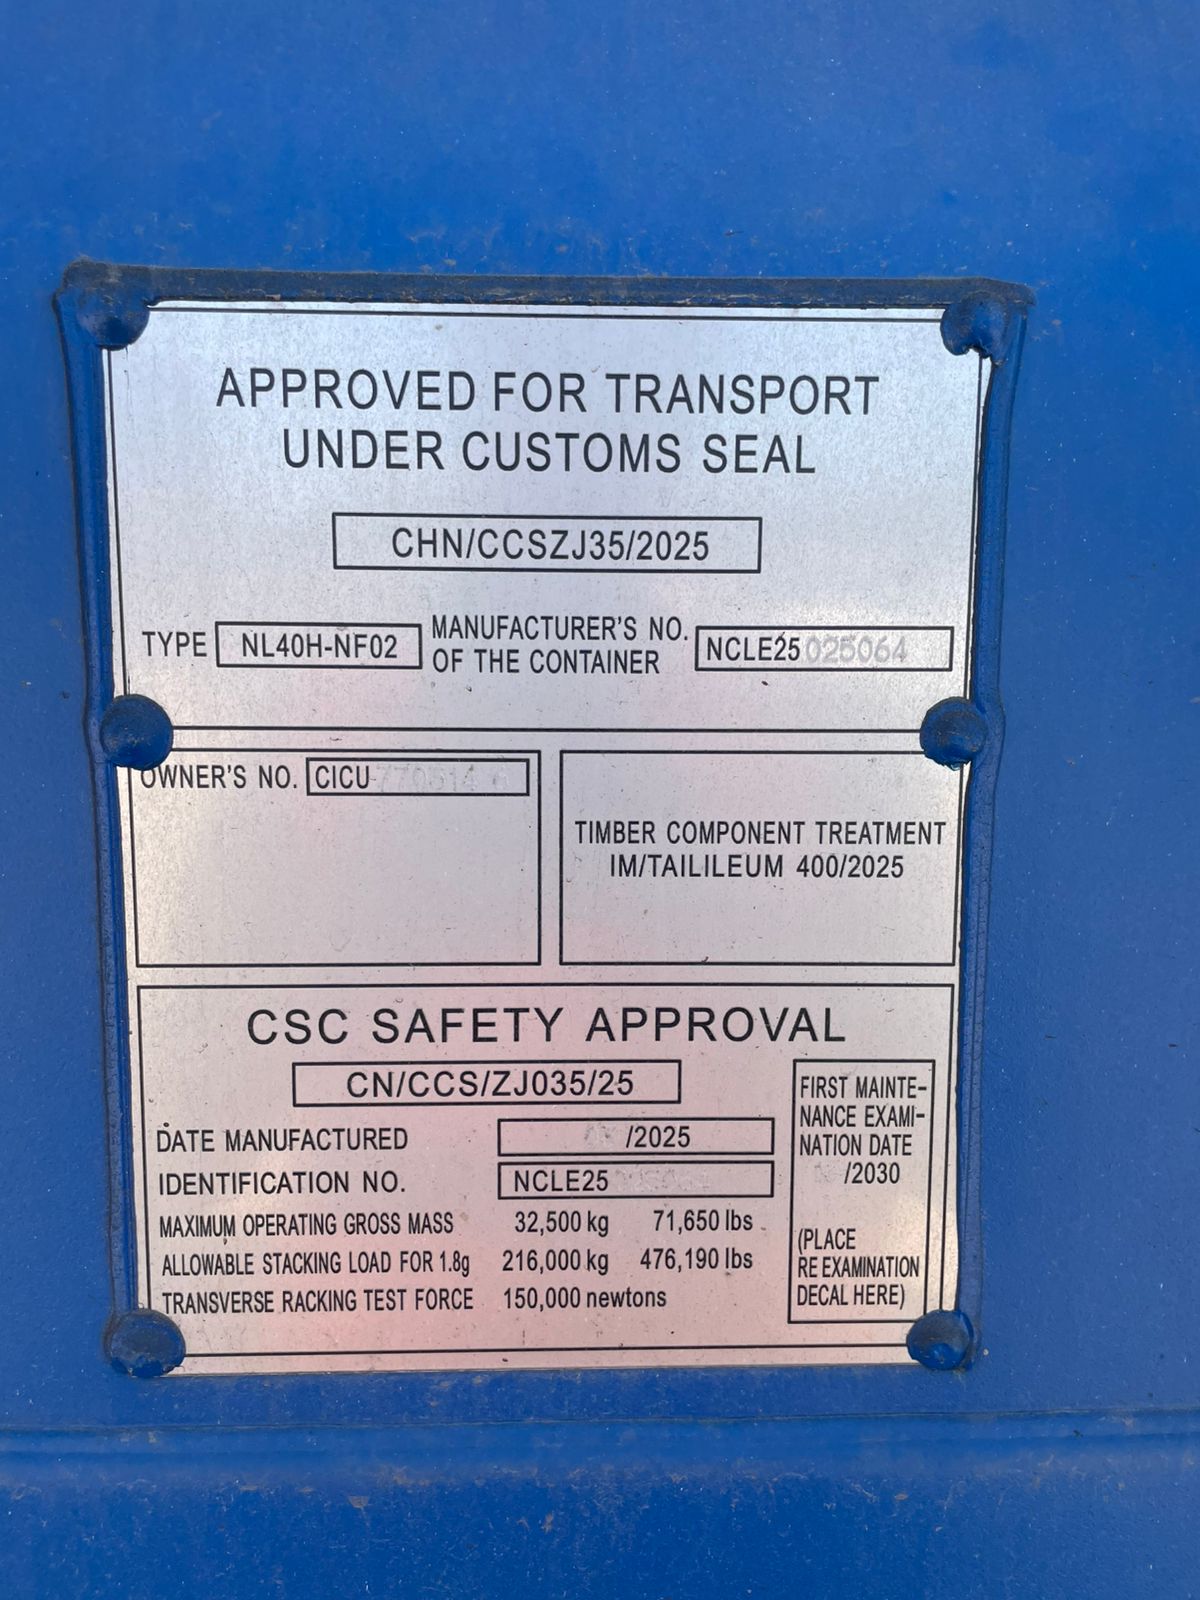 APPROVED FOR TRANSPORT
UNDER CUSTOMS SEAL
CHN/CCSZJ35/2025
TYPE NL40H-NF02
MANUFACTURER'S NO.
OF THE CONTAINER
NCLE25025064
OWNER'S NO. CICU
TIMBER COMPONENT TREATMENT
IM/TAILILEUM 400/2025
CSC SAFETY APPROVAL
CN/CCS/ZJ035/25
DATE MANUFACTURED /2025
IDENTIFICATION NO. NCLE25
MAXIMUM OPERATING GROSS MASS 32,500 kg 71,650 lbs
ALLOWABLE STACKING LOAD FOR 1.8g 216,000 kg 476,190 lbs
TRANSVERSE RACKING TEST FORCE 150,000 newtons
FIRST MAINTE-
NANCE EXAMI-
NATION DATE
/2030
(PLACE
RE EXAMINATION
DECAL HERE)